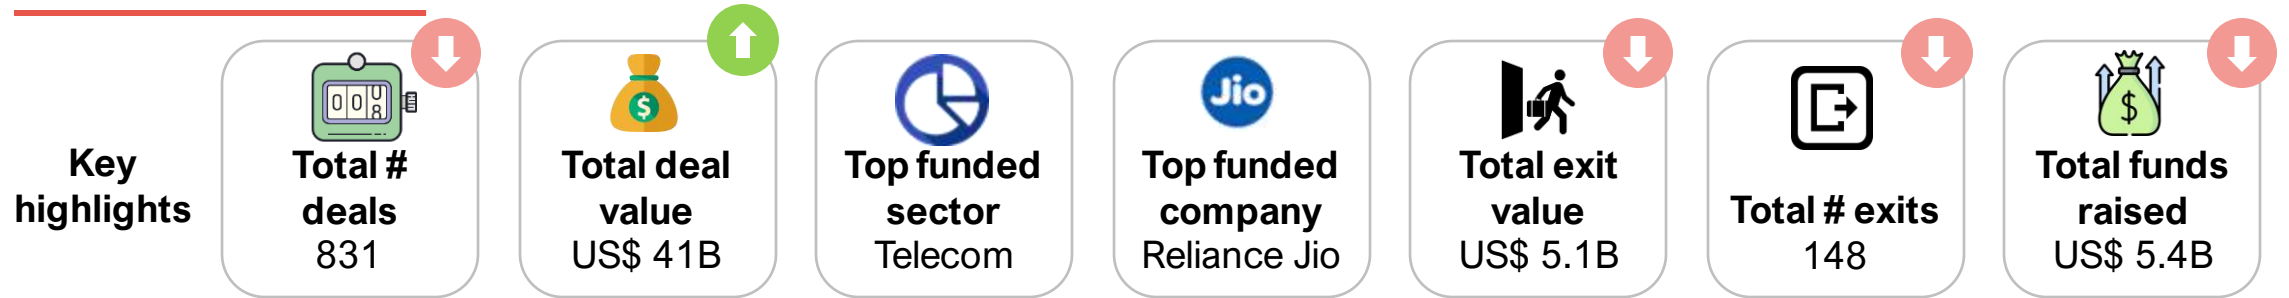 Key
highlights
Total #
deals
831
Total deal
value
US$ 41B
Top funded
sector
Telecom
Jio
Top funded
company
Reliance Jio
Total exit
value
US$ 5.1B
Total # exits
148
Total funds
raised
US$ 5.4B